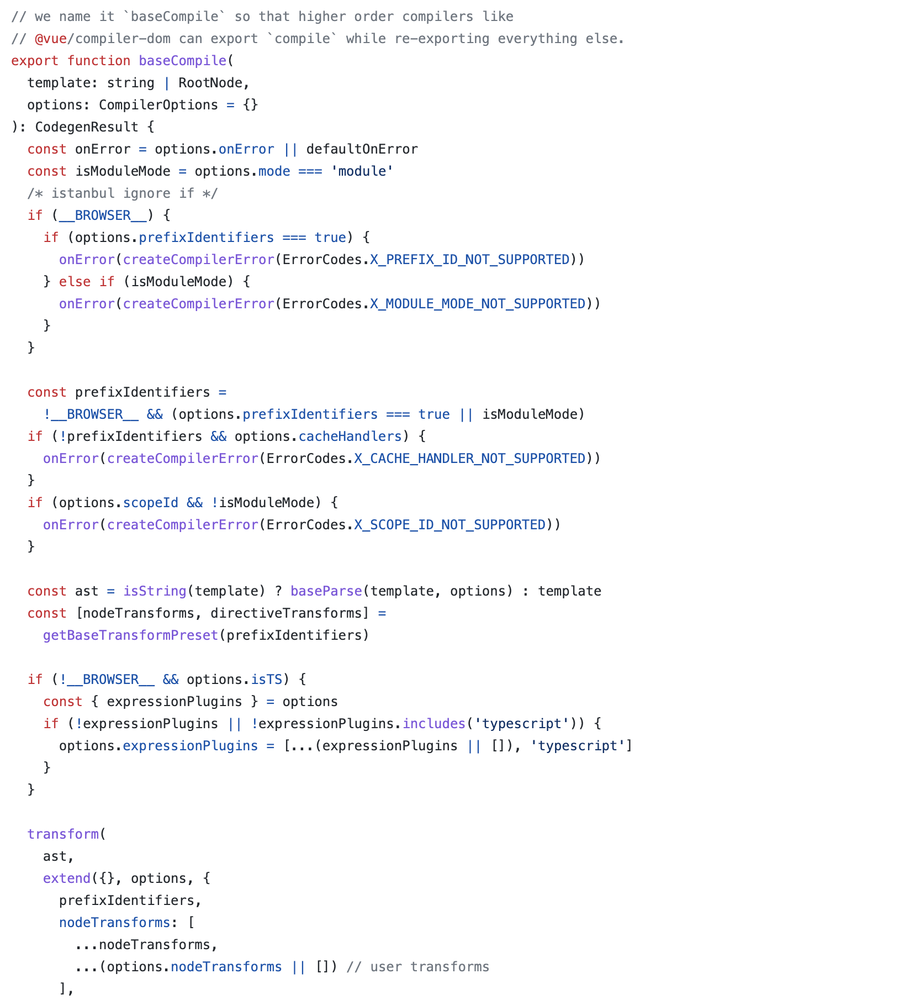 // we name it `baseCompile` so that higher order compilers like
// @vue/compiler-dom can export `compile` while re-exporting everything else.
export function baseCompile(
  template: string | RootNode,
  options: CompilerOptions = {}
): CodegenResult {
  const onError = options.onError || defaultOnError
  const isModuleMode = options.mode === 'module'
  /* istanbul ignore if */
  if (__BROWSER__) {
    if (options.prefixIdentifiers === true) {
      onError(createCompilerError(ErrorCodes.X_PREFIX_ID_NOT_SUPPORTED))
    } else if (isModuleMode) {
      onError(createCompilerError(ErrorCodes.X_MODULE_MODE_NOT_SUPPORTED))
    }
  }

  const prefixIdentifiers =
    !__BROWSER__ && (options.prefixIdentifiers === true || isModuleMode)
  if (!prefixIdentifiers && options.cacheHandlers) {
    onError(createCompilerError(ErrorCodes.X_CACHE_HANDLER_NOT_SUPPORTED))
  }
  if (options.scopeId && !isModuleMode) {
    onError(createCompilerError(ErrorCodes.X_SCOPE_ID_NOT_SUPPORTED))
  }

  const ast = isString(template) ? baseParse(template, options) : template
  const [nodeTransforms, directiveTransforms] =
    getBaseTransformPreset(prefixIdentifiers)

  if (!__BROWSER__ && options.isTS) {
    const { expressionPlugins } = options
    if (!expressionPlugins || !expressionPlugins.includes('typescript')) {
      options.expressionPlugins = [...(expressionPlugins || []), 'typescript']
    }
  }

  transform(
    ast,
    extend({}, options, {
      prefixIdentifiers,
      nodeTransforms: [
        ...nodeTransforms,
        ...(options.nodeTransforms || []) // user transforms
      ],